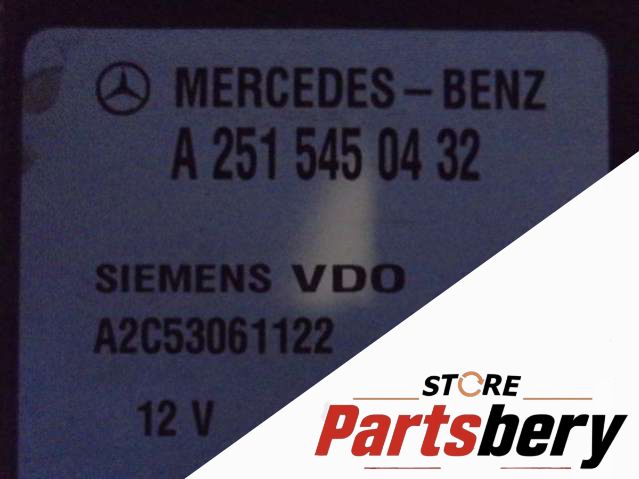 MERCEDES-BENZ
A 251 545 04 32
SIEMENS VDO
A2C53061122
12 V
STORE
Partsbery